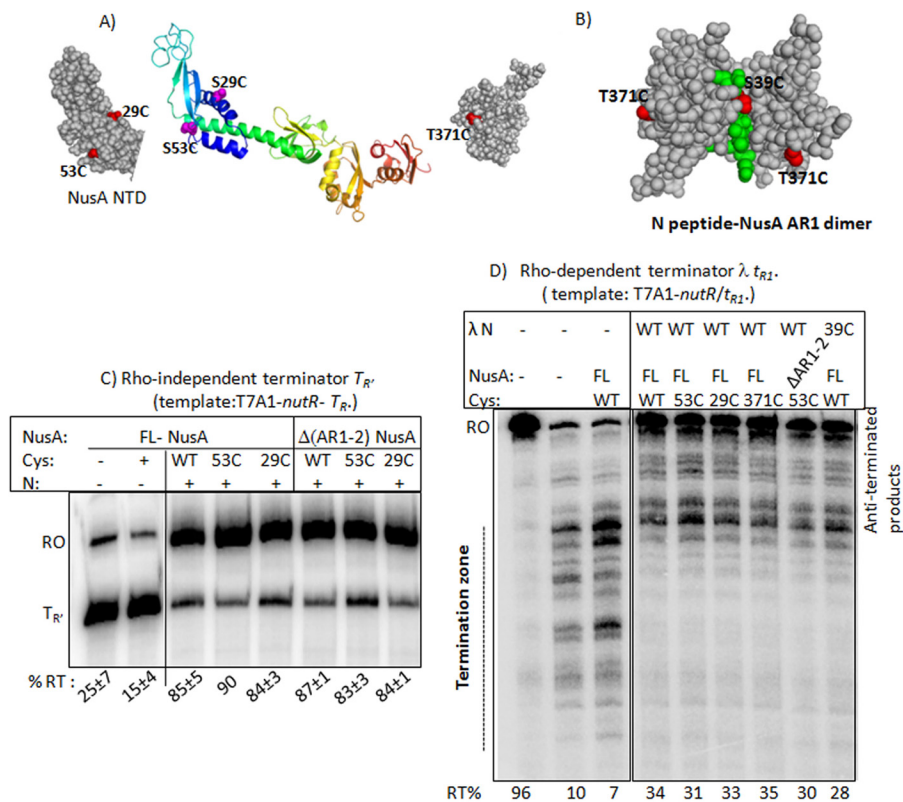 A)
S29C
29C
S53C
53C
NusA NTD
T371C
B)
S39C
T371C
T371C
N peptide-NusA AR1 dimer
C) Rho-independent terminator T_R'
(template:T7A1-nutR- T_R'.)
NusA: FL- NusA Δ(AR1-2) NusA
Cys: - + WT 53C 29C WT 53C 29C
N: - - + + + + + +
RO
T_R'
% RT : 25±7 15±4 85±5 90 84±3 87±1 83±3 84±1
D) Rho-dependent terminator λ t_R1.
( template: T7A1-nutR/t_R1.)
λ N - - - WT WT WT WT WT 39C
NusA: - - FL FL FL FL FL ΔAR1-2 FL
Cys: WT WT 53C 29C 371C 53C WT
RO
Termination zone
Anti-terminated
products
RT% 96 10 7 34 31 33 35 30 28